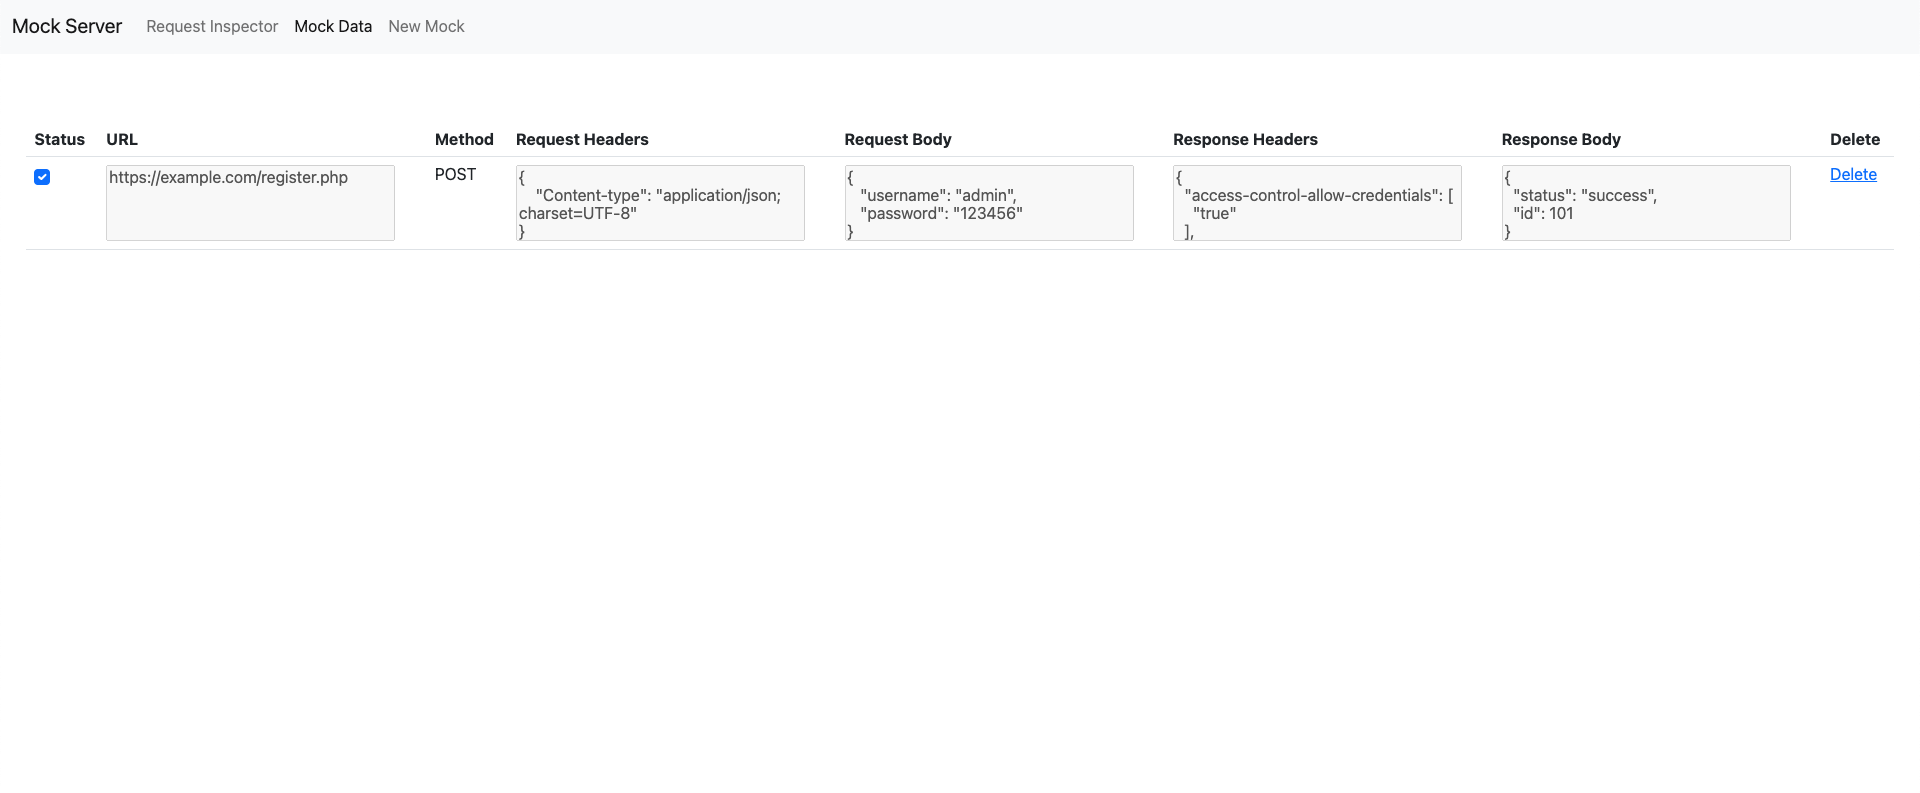 Mock Server Request Inspector Mock Data New Mock
Status URL Method Request Headers Request Body Response Headers Response Body Delete
https://example.com/register.php
POST
{
"Content-type": "application/json;
charset=UTF-8"
}
{
"username": "admin",
"password": "123456"
}
{
"access-control-allow-credentials": [
"true"
],
{
"status": "success",
"id": 101
}
Delete